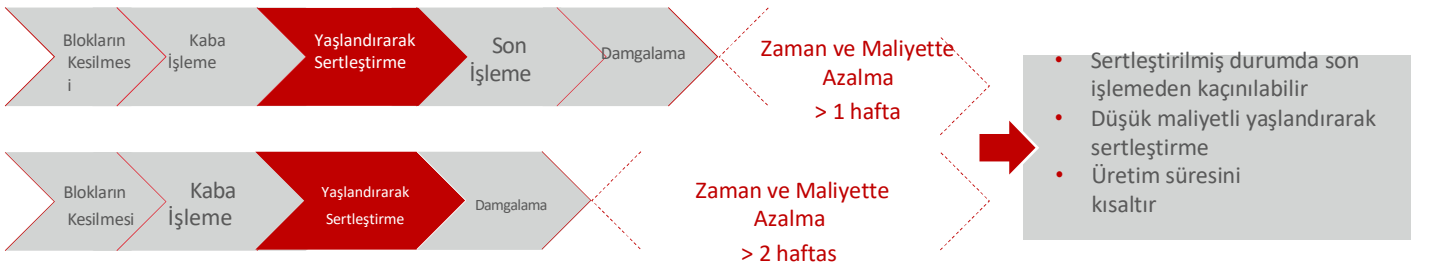 Blokların
Kesilmes
i
Kaba
İşleme
Yaşlandırarak
Sertleştirme
Son
İşleme
Damgalama
Zaman ve Maliyette
Azalma
> 1 hafta
Blokların
Kesilmesi
Kaba
İşleme
Yaşlandırarak
Sertleştirme
Damgalama
Zaman ve Maliyette
Azalma
> 2 haftas
• Sertleştirilmiş durumda son
işlemeden kaçınılabilir
• Düşük maliyetli yaşlandırarak
sertleştirme
• Üretim süresini
kısaltır